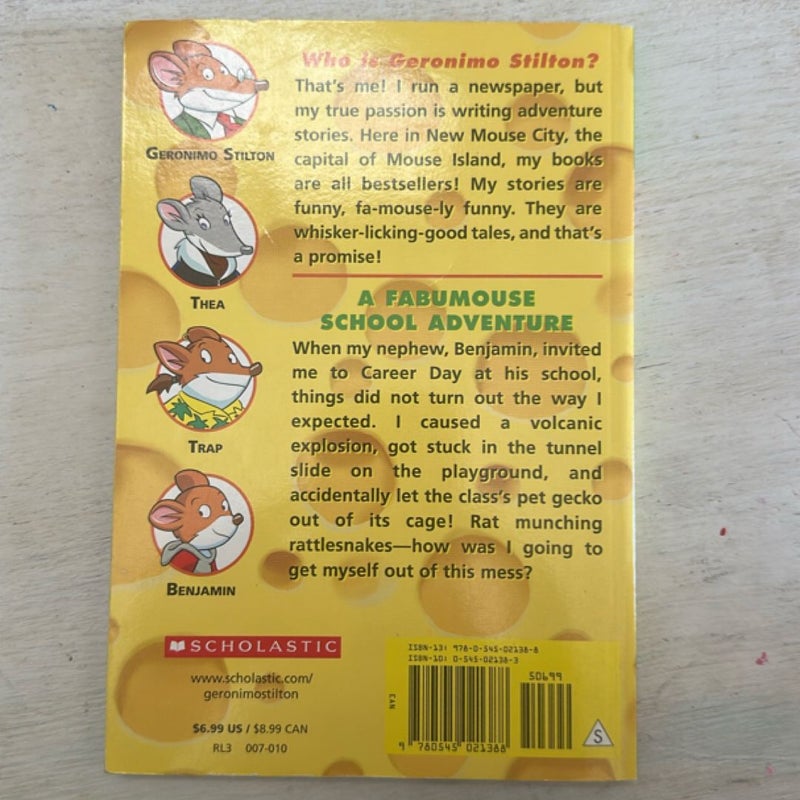 Who is Geronimo Stilton?
That's me! I run a newspaper, but
my true passion is writing adventure
stories. Here in New Mouse City, the
capital of Mouse Island, my books
are all bestsellers! My stories are
funny, fa-mouse-ly funny. They are
whisker-licking-good tales, and that's
a promise!
A FABUMOUSE
SCHOOL ADVENTURE
When my nephew, Benjamin, invited
me to Career Day at his school,
things did not turn out the way I
expected. I caused a volcanic
explosion, got stuck in the tunnel
slide on the playground, and
accidentally let the class's pet gecko
out of its cage! Rat munching
rattlesnakes—how was I going to
get myself out of this mess?
GERONIMO STILTON
THEA
TRAP
BENJAMIN
SCHOLASTIC
www.scholastic.com/
geronimostilton
$6.99 US / $8.99 CAN
RL3 007-010
ISBN-13: 978-0-545-02138-8
ISBN-10: 0-545-02138-3
50699
EAN
9 780545 021388
S